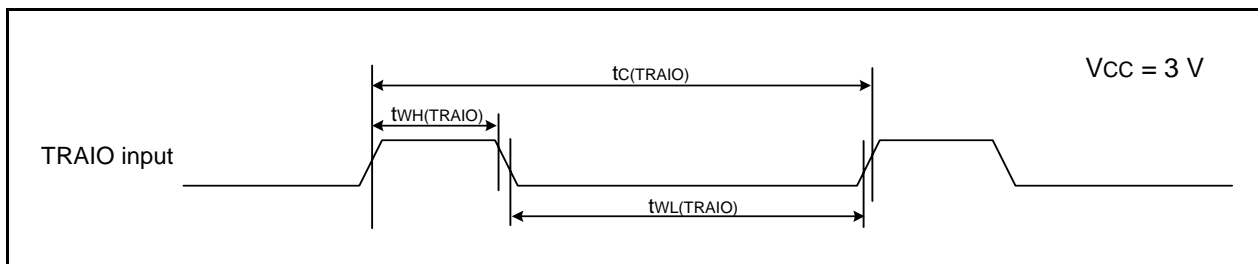 tC(TRAIO)
VCC = 3 V
tWH(TRAIO)
TRAIO input
tWL(TRAIO)